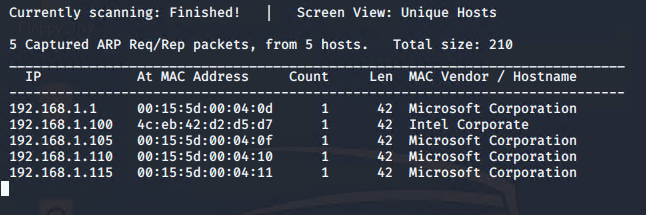 Currently scanning: Finished!   |   Screen View: Unique Hosts
5 Captured ARP Req/Rep packets, from 5 hosts.   Total size: 210
_____________________________________________________________________________
  IP            At MAC Address     Count     Len  MAC Vendor / Hostname
-----------------------------------------------------------------------------
192.168.1.1     00:15:5d:00:04:0d      1      42  Microsoft Corporation
192.168.1.100   4c:eb:42:d2:d5:d7      1      42  Intel Corporate
192.168.1.105   00:15:5d:00:04:0f      1      42  Microsoft Corporation
192.168.1.110   00:15:5d:00:04:10      1      42  Microsoft Corporation
192.168.1.115   00:15:5d:00:04:11      1      42  Microsoft Corporation